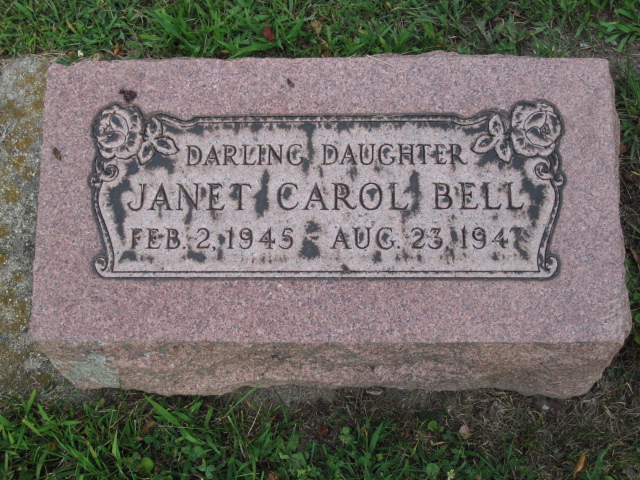 DARLING DAUGHTER
JANET CAROL BELL
FEB. 2, 1945 - AUG. 23, 1947